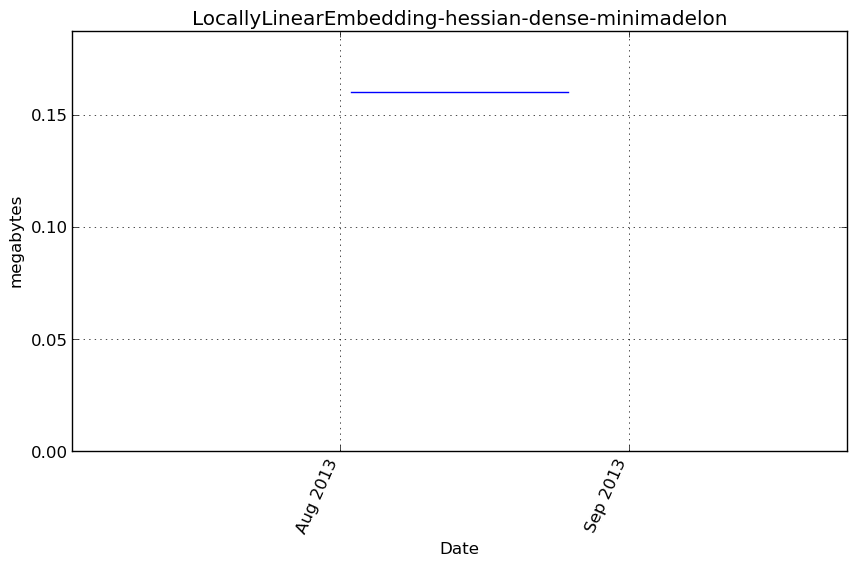 LocallyLinearEmbedding-hessian-dense-minimadelon
megabytes
0.15
0.10
0.05
0.00
Aug 2013
Sep 2013
Date